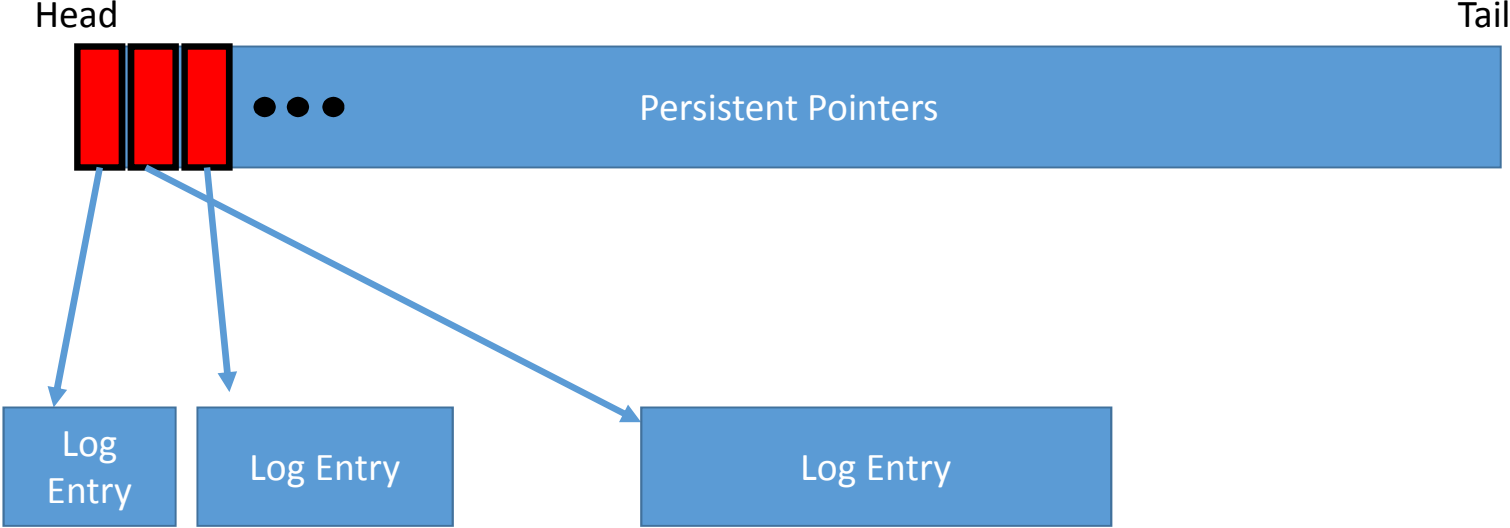 Head
Tail
Persistent Pointers
Log
Entry
Log Entry
Log Entry